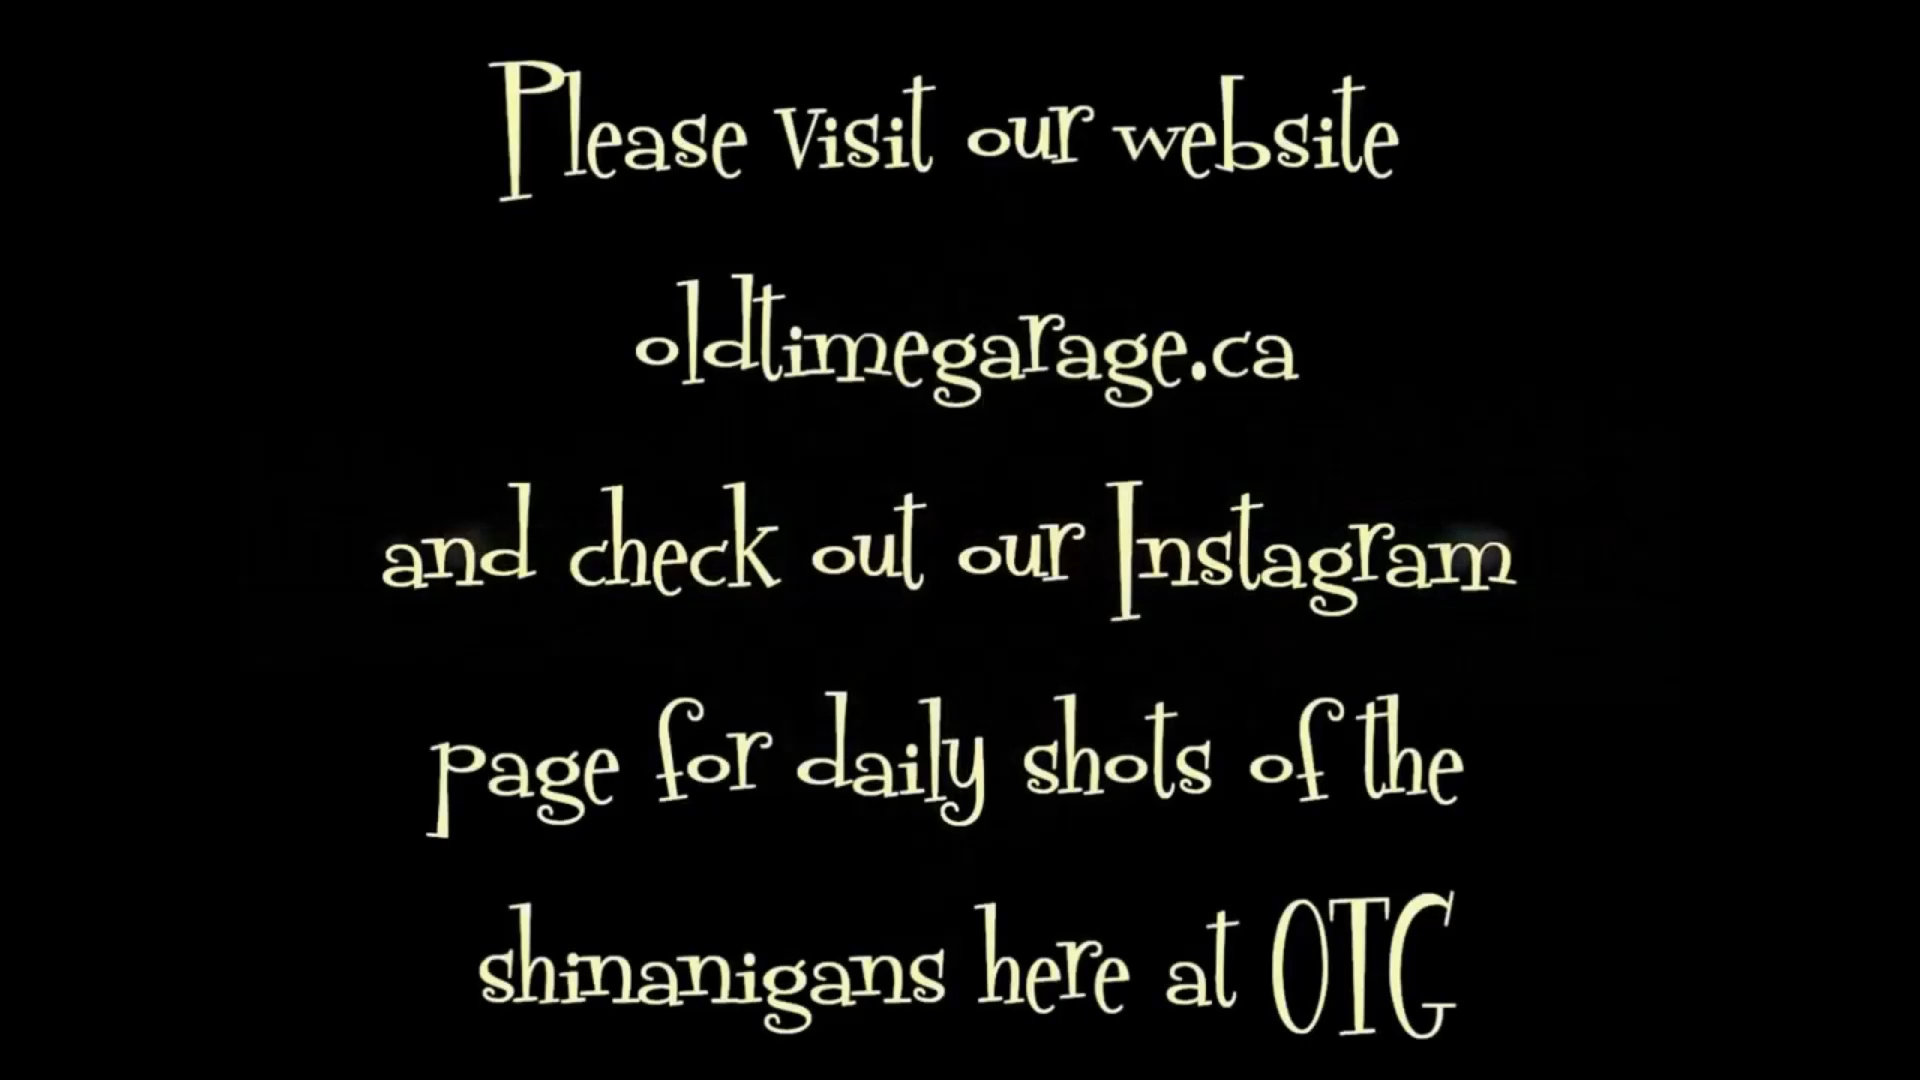 Please visit our website
oldtimegarage.ca
and check out our Instagram
page for daily shots of the
shinanigans here at OTG